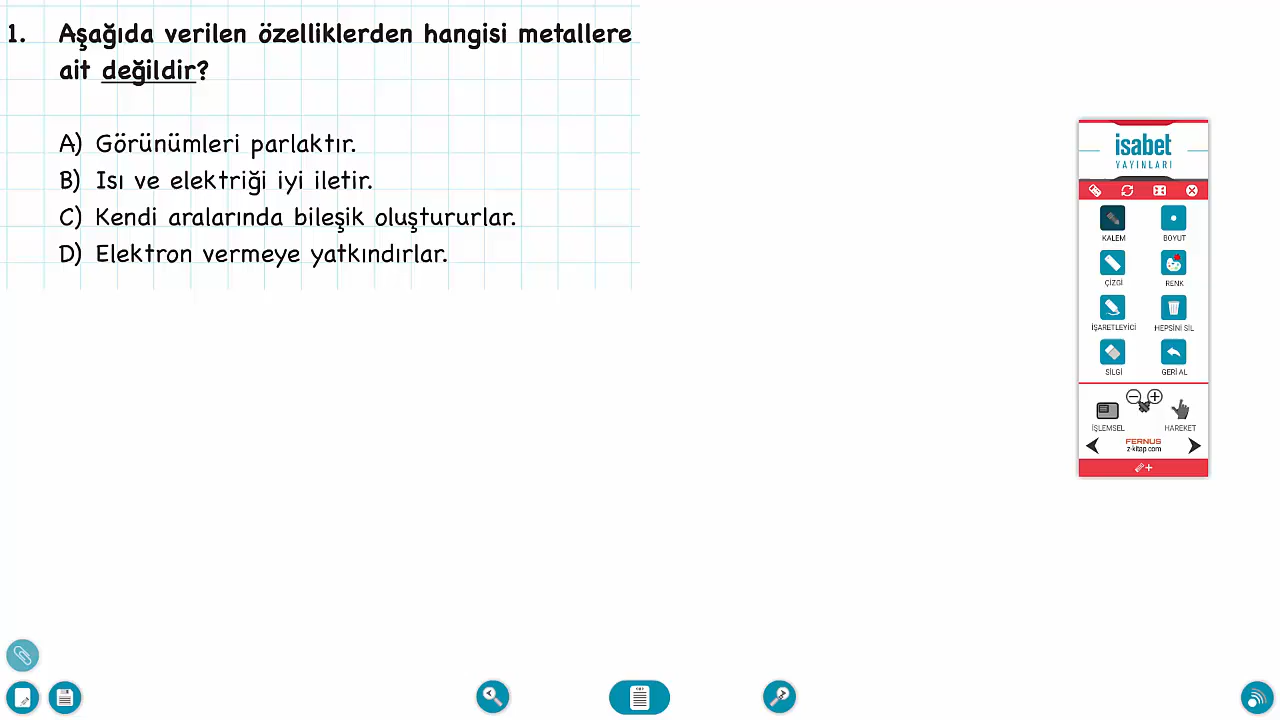 1. Aşağıda verilen özelliklerden hangisi metallere
ait değildir?
A) Görünümleri parlaktır.
B) Isı ve elektriği iyi iletir.
C) Kendi aralarında bileşik oluştururlar.
D) Elektron vermeye yatkındırlar.
isabet
YAYINLARI
KALEM BOYUT
ÇİZGİ RENK
İŞARETLEYİCİ HEPSİNİ SİL
SİLGİ GERİ AL
İŞLEMSEL HAREKET
FERNUS
z-kitap.com